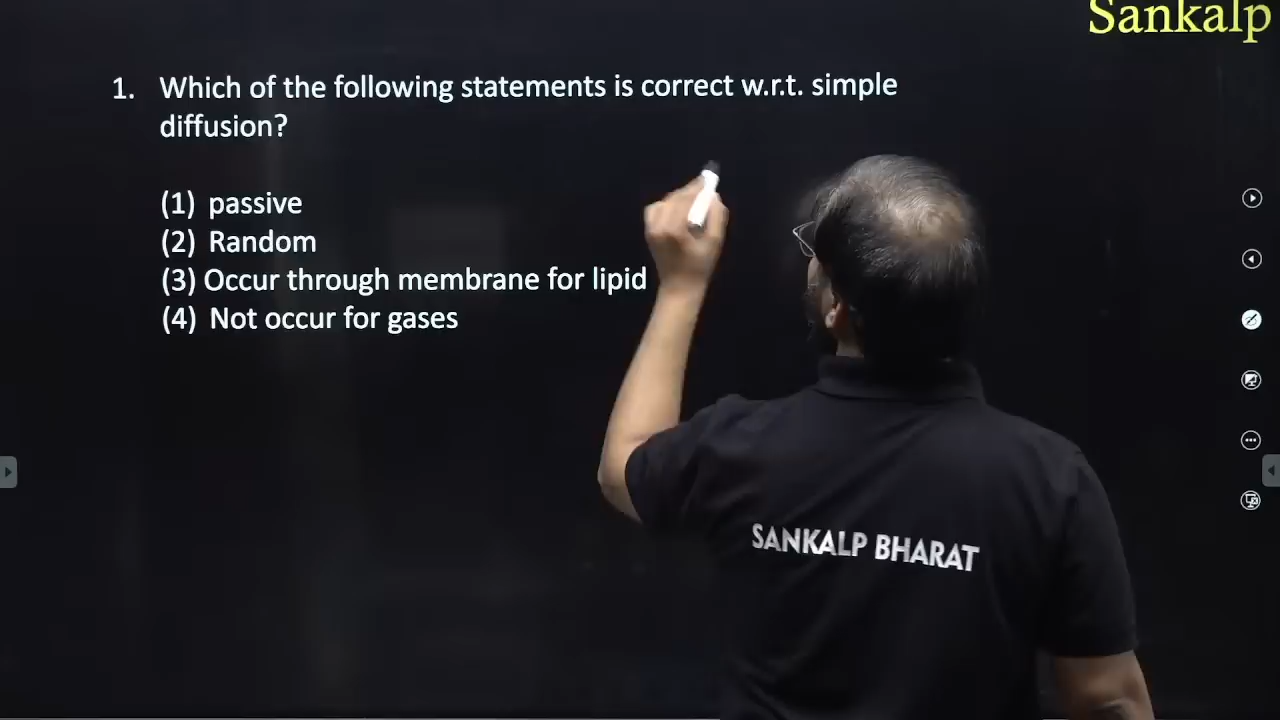 Sankalp
1. Which of the following statements is correct w.r.t. simple
diffusion?
(1) passive
(2) Random
(3) Occur through membrane for lipid
(4) Not occur for gases
SANKALP BHARAT